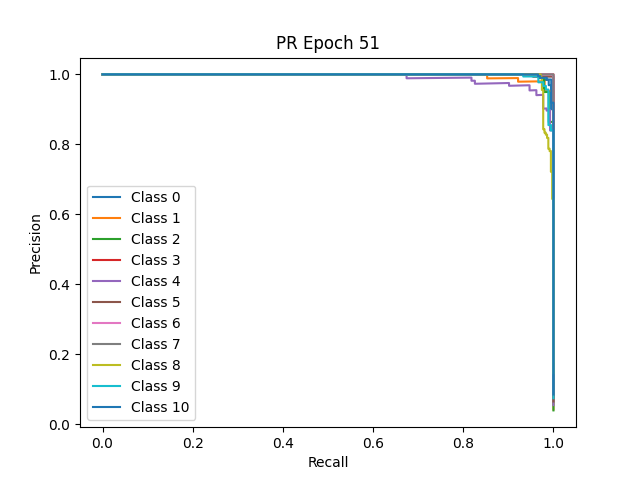 PR Epoch 51
1.0
0.8
0.6
0.4
0.2
0.0
Precision
Class 0
Class 1
Class 2
Class 3
Class 4
Class 5
Class 6
Class 7
Class 8
Class 9
Class 10
0.0 0.2 0.4 0.6 0.8 1.0
Recall